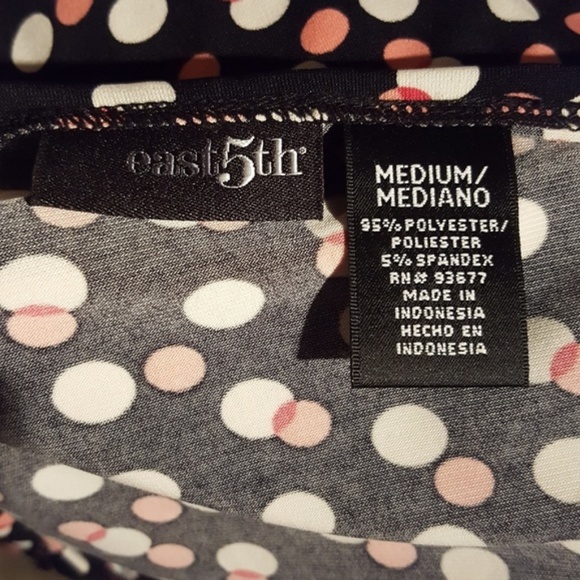 east5th
MEDIUM/
MEDIANO
95% POLYESTER/
POLIESTER
5% SPANDEX
RN# 93677
MADE IN
INDONESIA
HECHO EN
INDONESIA